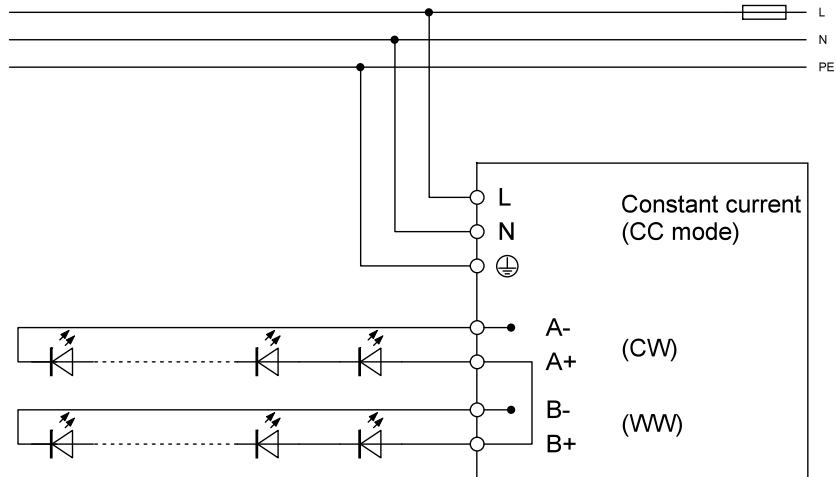 L
N
PE
L
Constant current
N
(CC mode)
A-
(CW)
A+
B-
(WW)
B+